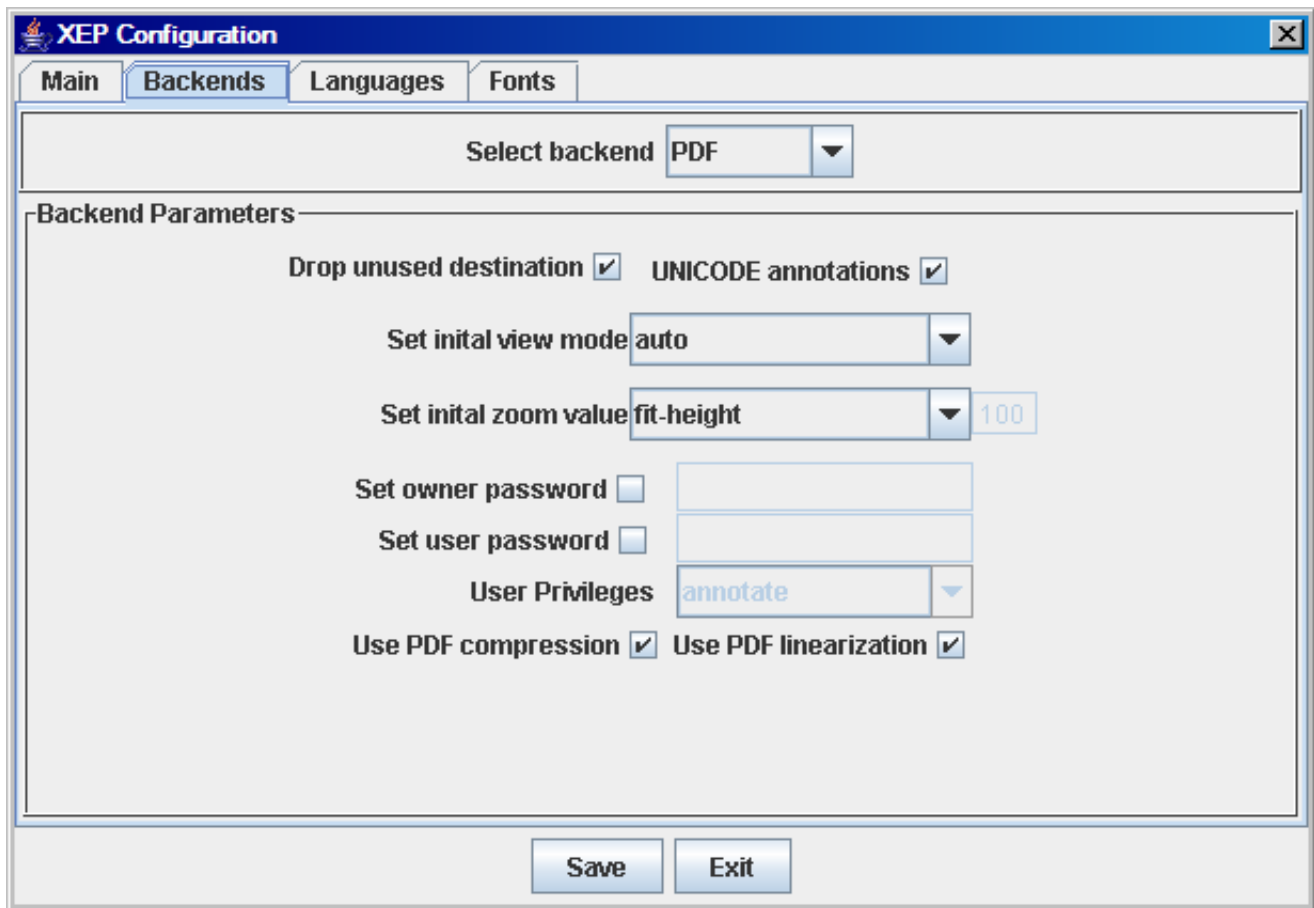 XEP Configuration
Main Backends Languages Fonts
Select backend PDF
Backend Parameters
Drop unused destination UNICODE annotations
Set inital view mode auto
Set inital zoom value fit-height 100
Set owner password
Set user password
User Privileges annotate
Use PDF compression Use PDF linearization
Save Exit